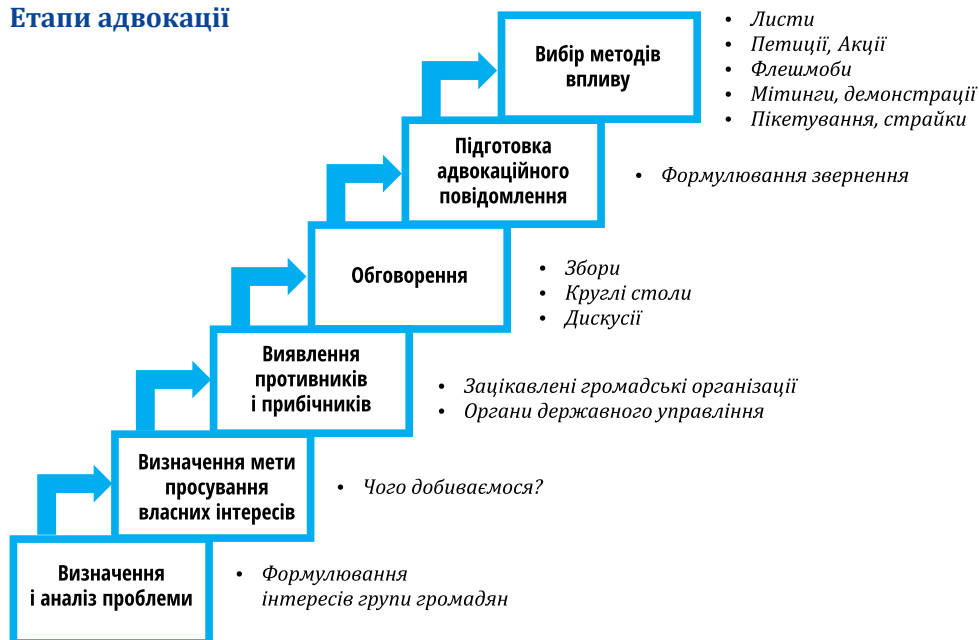 Етапи адвокації
Вибір методів
впливу
• Листи
• Петиції, Акції
• Флешмоби
• Мітинги, демонстрації
• Пікетування, страйки
Підготовка
адвокаційного
повідомлення
• Формулювання звернення
Обговорення
• Збори
• Круглі столи
• Дискусії
Виявлення
противників
і прибічників
• Зацікавлені громадські організації
• Органи державного управління
Визначення мети
просування
власних інтересів
• Чого добиваємося?
Визначення
і аналіз проблеми
• Формулювання
інтересів групи громадян